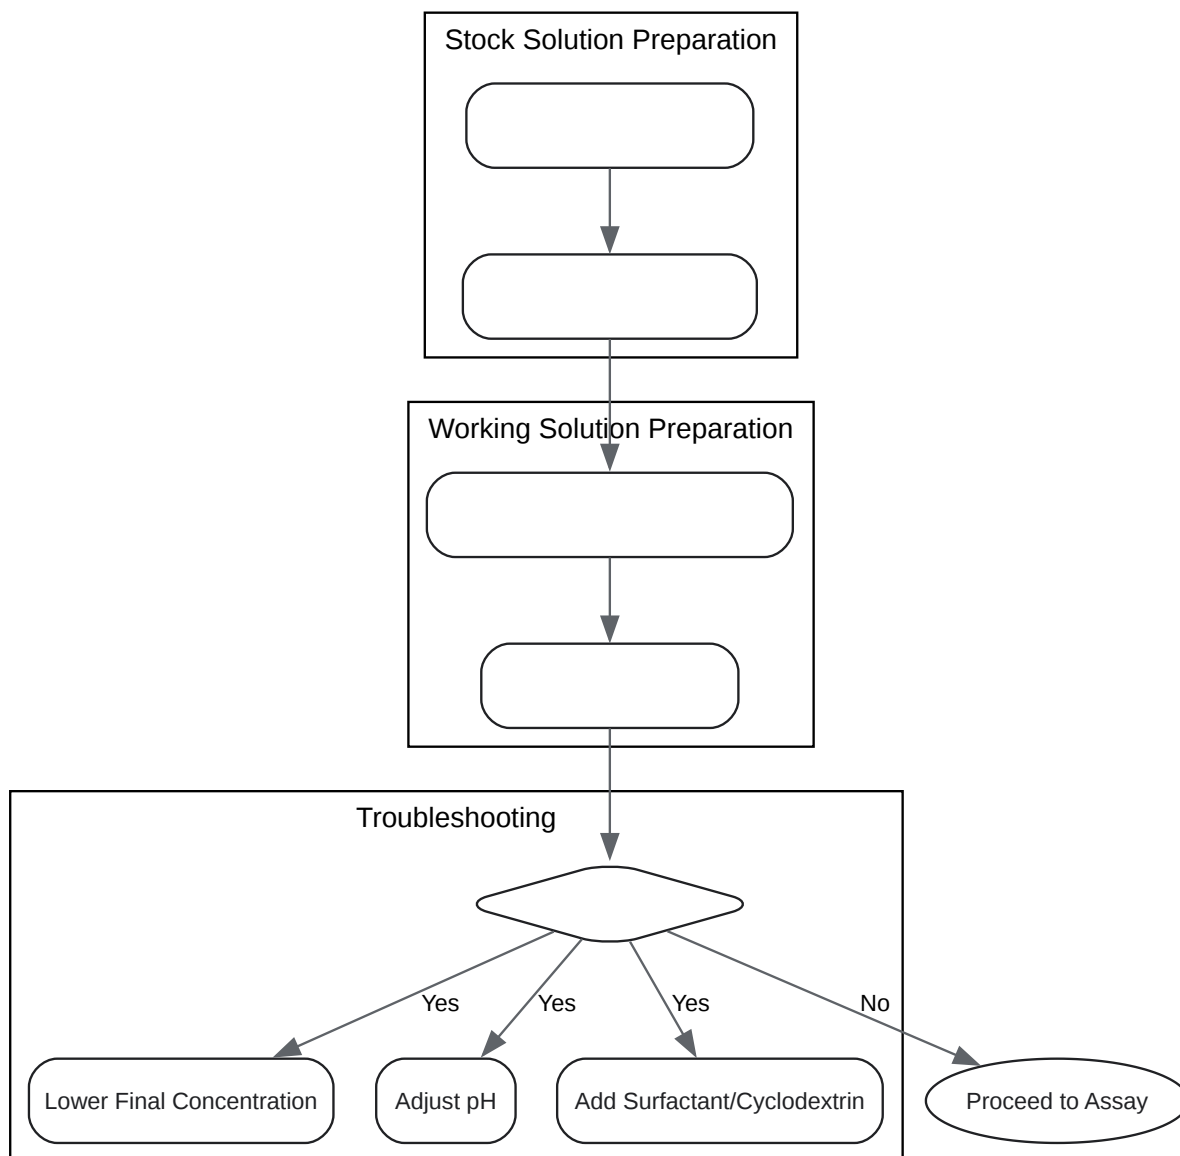 Stock Solution Preparation
Working Solution Preparation
Troubleshooting
Yes
Yes
Yes
No
Lower Final Concentration
Adjust pH
Add Surfactant/Cyclodextrin
Proceed to Assay